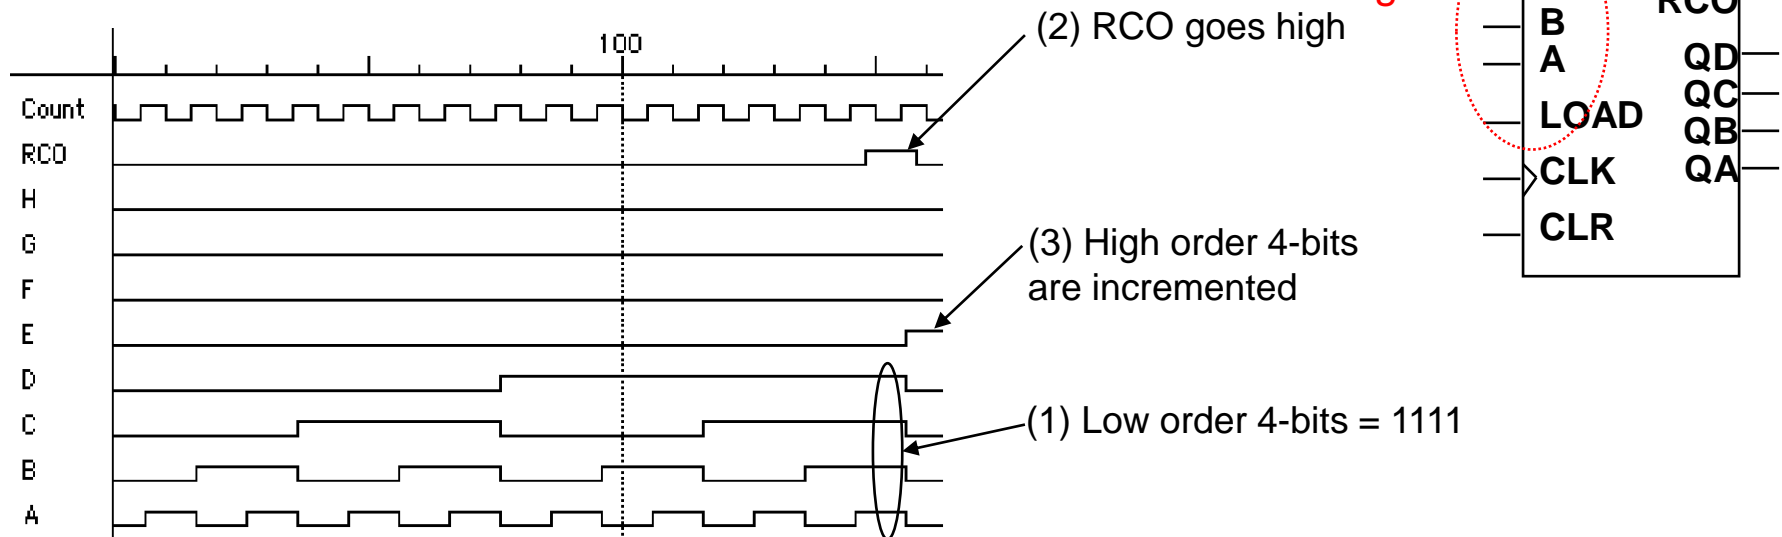 100
Count
RCO
H
G
F
E
D
C
B
A
(2) RCO goes high
(3) High order 4-bits
are incremented
(1) Low order 4-bits = 1111
RCO
B
A
QD
QC
LOAD
QB
CLK
QA
CLR